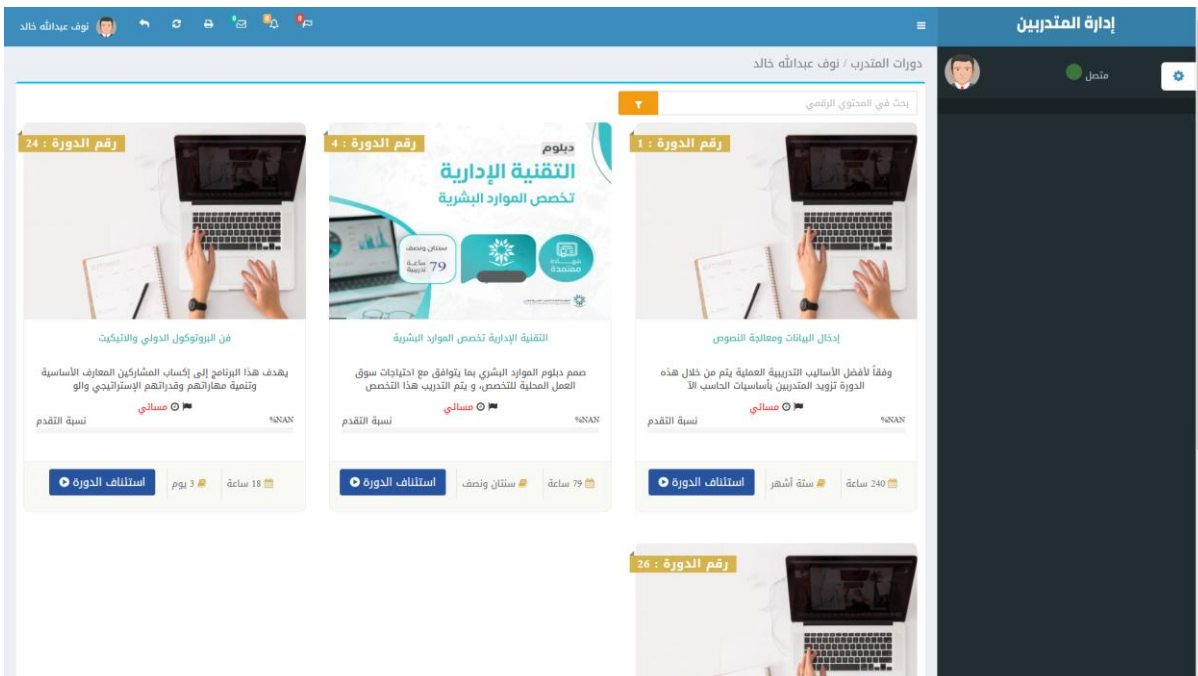 إدارة المتدربين
نوف عبدالله خالد
متصل
دورات المتدرب / نوف عبدالله خالد
بحث في المحتوي الرقمي
رقم الدورة : 1
إدخال البيانات ومعالجة النصوص
وفقاً لأفضل الأساليب التدريبية العملية يتم من خلال هذه
الدورة تزويد المتدربين بأساسيات الحاسب الآ
مسائي
نسبة التقدم
%NAN
240 ساعة
ستة أشهر
استئناف الدورة
رقم الدورة : 4
دبلوم
التقنية الإدارية
تخصص الموارد البشرية
شهادة
معتمدة
سنتان ونصف
79 ساعة
تدريبية
التقنية الإدارية تخصص الموارد البشرية
صمم دبلوم الموارد البشري بما يتوافق مع احتياجات سوق
العمل المحلية للتخصص، و يتم التدريب هذا التخصص
مسائي
نسبة التقدم
%NAN
79 ساعة
سنتان ونصف
استئناف الدورة
رقم الدورة : 24
فن البروتوكول الدولي والاتيكيت
يهدف هذا البرنامج إلى إكساب المشاركين المعارف الأساسية
وتنمية مهاراتهم وقدراتهم الإستراتيجي والو
مسائي
نسبة التقدم
%NAN
18 ساعة
3 يوم
استئناف الدورة
رقم الدورة : 26